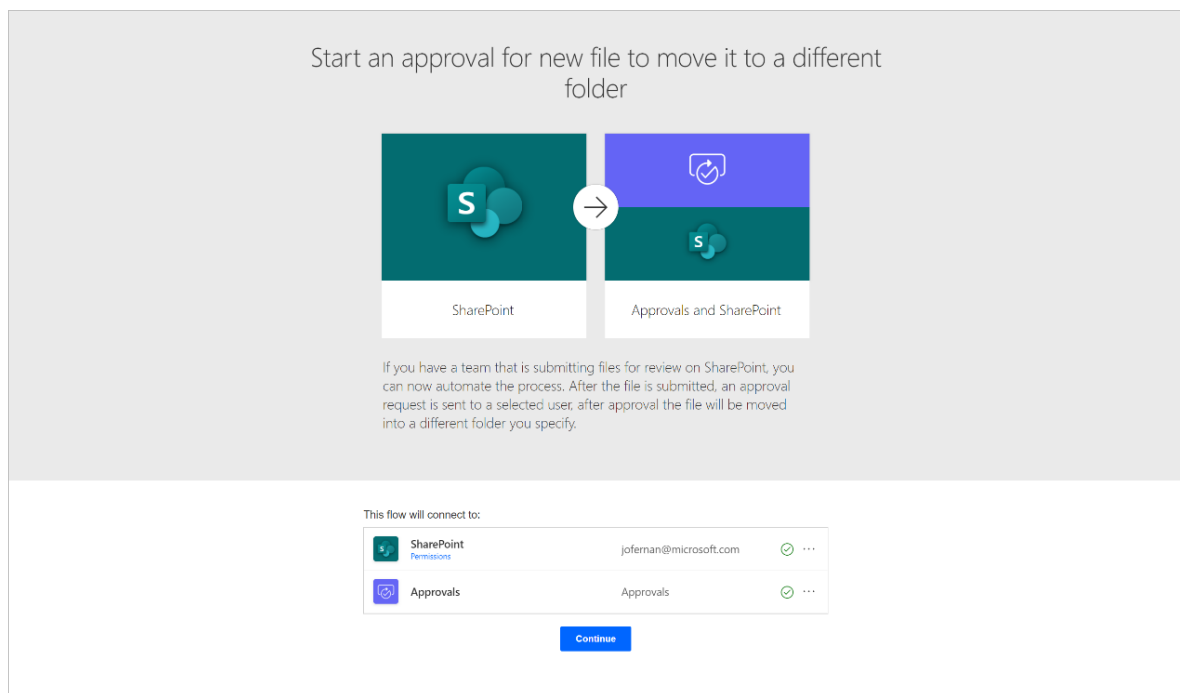 Start an approval for new file to move it to a different
folder
S
S
SharePoint
Approvals and SharePoint
If you have a team that is submitting files for review on SharePoint, you
can now automate the process. After the file is submitted, an approval
request is sent to a selected user, after approval the file will be moved
into a different folder you specify.
This flow will connect to:
S
SharePoint
Permissions
jofernan@microsoft.com
Approvals
Approvals
Continue